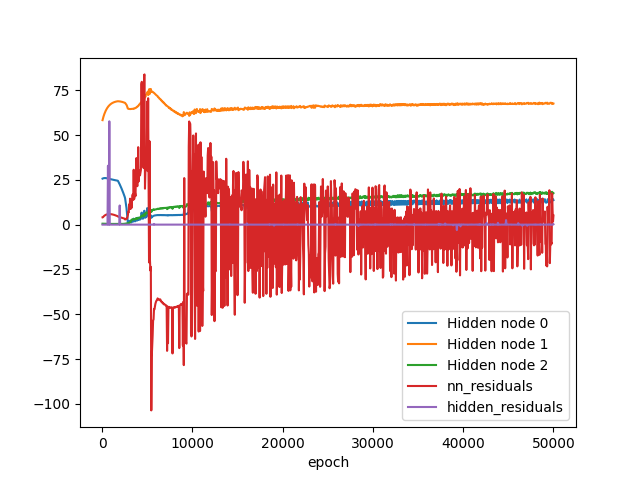 75
50
25
0
−25
−50
−75
−100
Hidden node 0
Hidden node 1
Hidden node 2
nn_residuals
hidden_residuals
0 10000 20000 30000 40000 50000
epoch